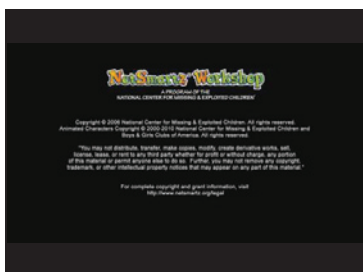 NetSmartz Workshop
A PROGRAM OF THE
NATIONAL CENTER FOR MISSING & EXPLOITED CHILDREN®
Copyright © 2008 National Center for Missing & Exploited Children. All rights reserved.
Animated Characters Copyright © 2000-2010 National Center for Missing & Exploited Children and
Boys & Girls Clubs of America. All rights reserved.
"You may not distribute, transfer, make copies, modify, create derivative works, sell,
license, lease, or rent to any third party whether for profit or without charge, any portion
of this material or permit anyone else to do so. Further, you may not remove any copyright,
trademark, or other intellectual property notices that may appear on any part of this material."
For complete copyright and grant information, visit
http://www.netsmartz.org/legal